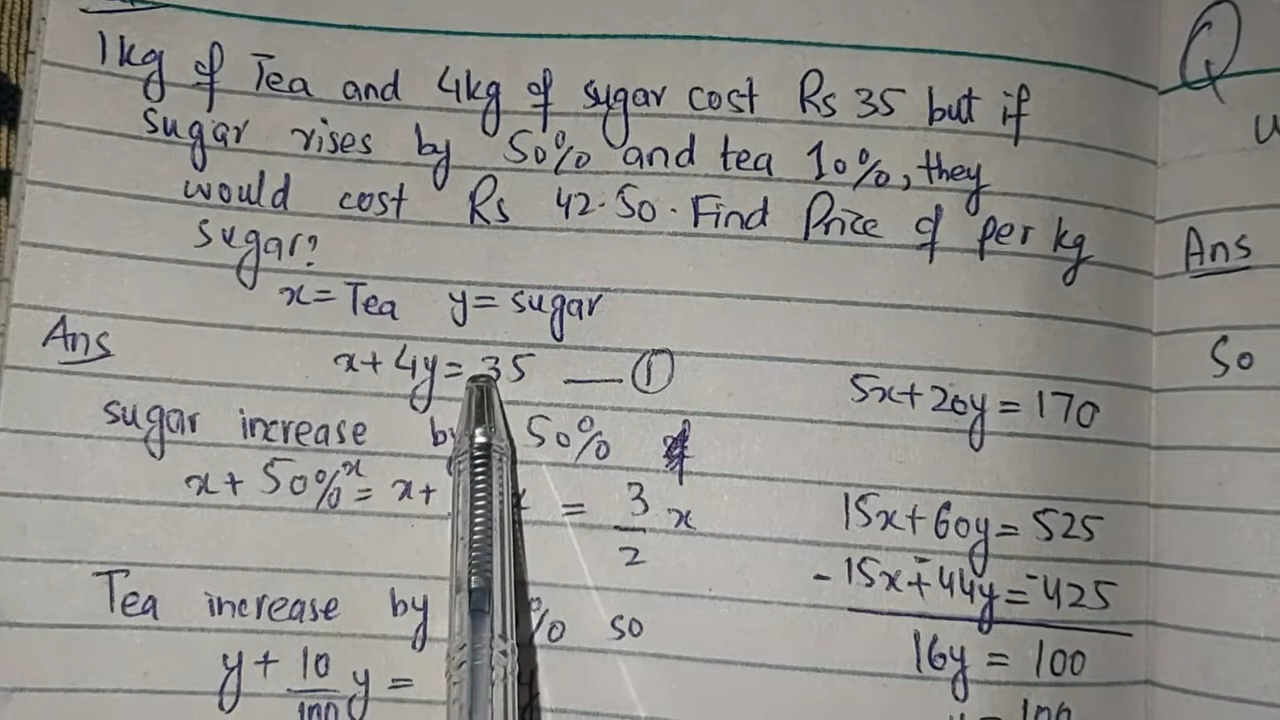 1kg of Tea and 4kg of sugar cost Rs 35 but if
sugar rises by 50% and tea 10%, they
would cost Rs 42.50. Find Price of per kg
sugar?
x = Tea y = sugar
Ans
x + 4y = 35 — ①
sugar increase 50%
x + 50% x = x + = 3/2 x
Tea increase by % so
y + 10/100 y =
5x + 20y = 170
15x + 60y = 525
- 15x + 44y = 425
16y = 100
Q
Ans
So